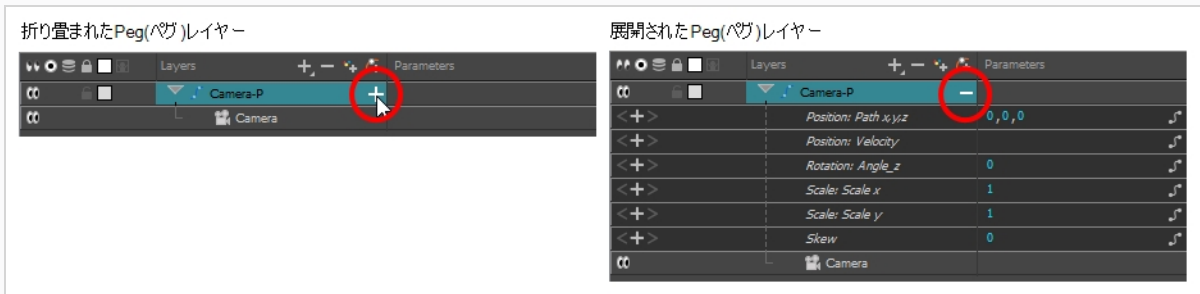 折り畳まれたPeg(ペグ)レイヤー
Layers Parameters
Camera-P
Camera
展開されたPeg(ペグ)レイヤー
Layers Parameters
Camera-P
Position: Path x,y,z 0,0,0
Position: Velocity
Rotation: Angle_z 0
Scale: Scale x 1
Scale: Scale y 1
Skew 0
Camera